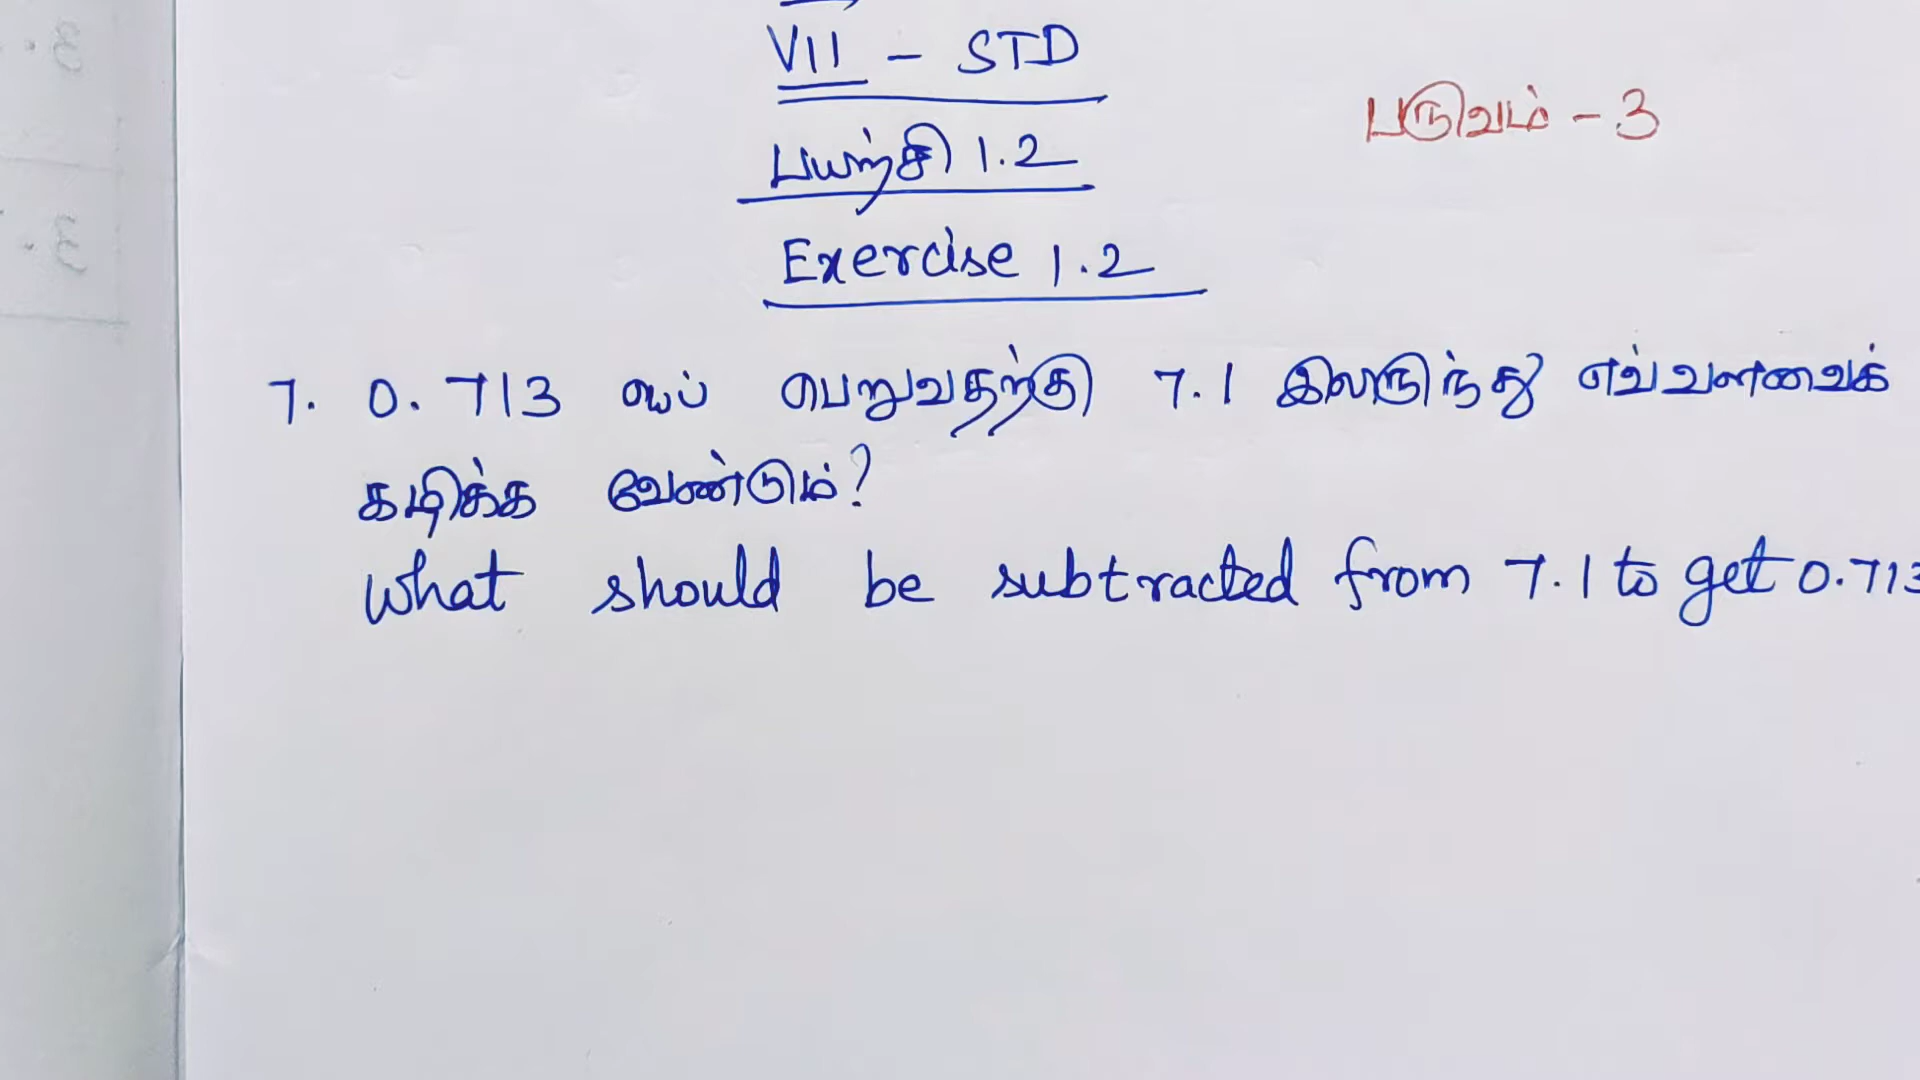 VII - STD
பருவம் - 3
பயிற்சி 1.2
Exercise 1.2
7. 0.713 ஐப் பெறுவதற்கு 7.1 இலிருந்து எவ்வளவைக்
கழிக்க வேண்டும்?
What should be subtracted from 7.1 to get 0.713